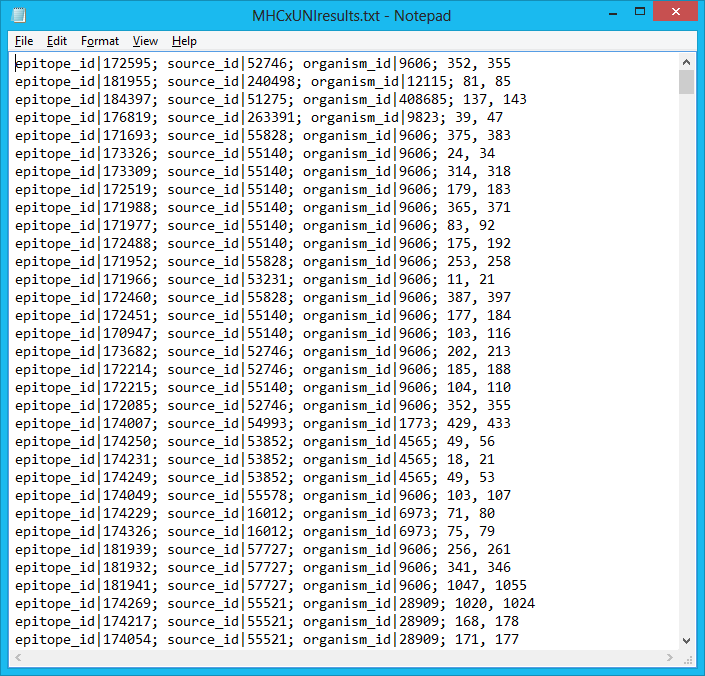 MHCxUNIresults.txt - Notepad
File Edit Format View Help
epitope_id|172595; source_id|52746; organism_id|9606; 352, 355
epitope_id|181955; source_id|240498; organism_id|12115; 81, 85
epitope_id|184397; source_id|51275; organism_id|408685; 137, 143
epitope_id|176819; source_id|263391; organism_id|9823; 39, 47
epitope_id|171693; source_id|55828; organism_id|9606; 375, 383
epitope_id|173326; source_id|55140; organism_id|9606; 24, 34
epitope_id|173309; source_id|55140; organism_id|9606; 314, 318
epitope_id|172519; source_id|55140; organism_id|9606; 179, 183
epitope_id|171988; source_id|55140; organism_id|9606; 365, 371
epitope_id|171977; source_id|55140; organism_id|9606; 83, 92
epitope_id|172488; source_id|55140; organism_id|9606; 175, 192
epitope_id|171952; source_id|55828; organism_id|9606; 253, 258
epitope_id|171966; source_id|53231; organism_id|9606; 11, 21
epitope_id|172460; source_id|55828; organism_id|9606; 387, 397
epitope_id|172451; source_id|55140; organism_id|9606; 177, 184
epitope_id|170947; source_id|55140; organism_id|9606; 103, 116
epitope_id|173682; source_id|52746; organism_id|9606; 202, 213
epitope_id|172214; source_id|52746; organism_id|9606; 185, 188
epitope_id|172215; source_id|55140; organism_id|9606; 104, 110
epitope_id|172085; source_id|52746; organism_id|9606; 352, 355
epitope_id|174007; source_id|54993; organism_id|1773; 429, 433
epitope_id|174250; source_id|53852; organism_id|4565; 49, 56
epitope_id|174231; source_id|53852; organism_id|4565; 18, 21
epitope_id|174249; source_id|53852; organism_id|4565; 49, 53
epitope_id|174049; source_id|55578; organism_id|9606; 103, 107
epitope_id|174229; source_id|16012; organism_id|6973; 71, 80
epitope_id|174326; source_id|16012; organism_id|6973; 75, 79
epitope_id|181939; source_id|57727; organism_id|9606; 256, 261
epitope_id|181932; source_id|57727; organism_id|9606; 341, 346
epitope_id|181941; source_id|57727; organism_id|9606; 1047, 1055
epitope_id|174269; source_id|55521; organism_id|28909; 1020, 1024
epitope_id|174217; source_id|55521; organism_id|28909; 168, 178
epitope_id|174054; source_id|55521; organism_id|28909; 171, 177